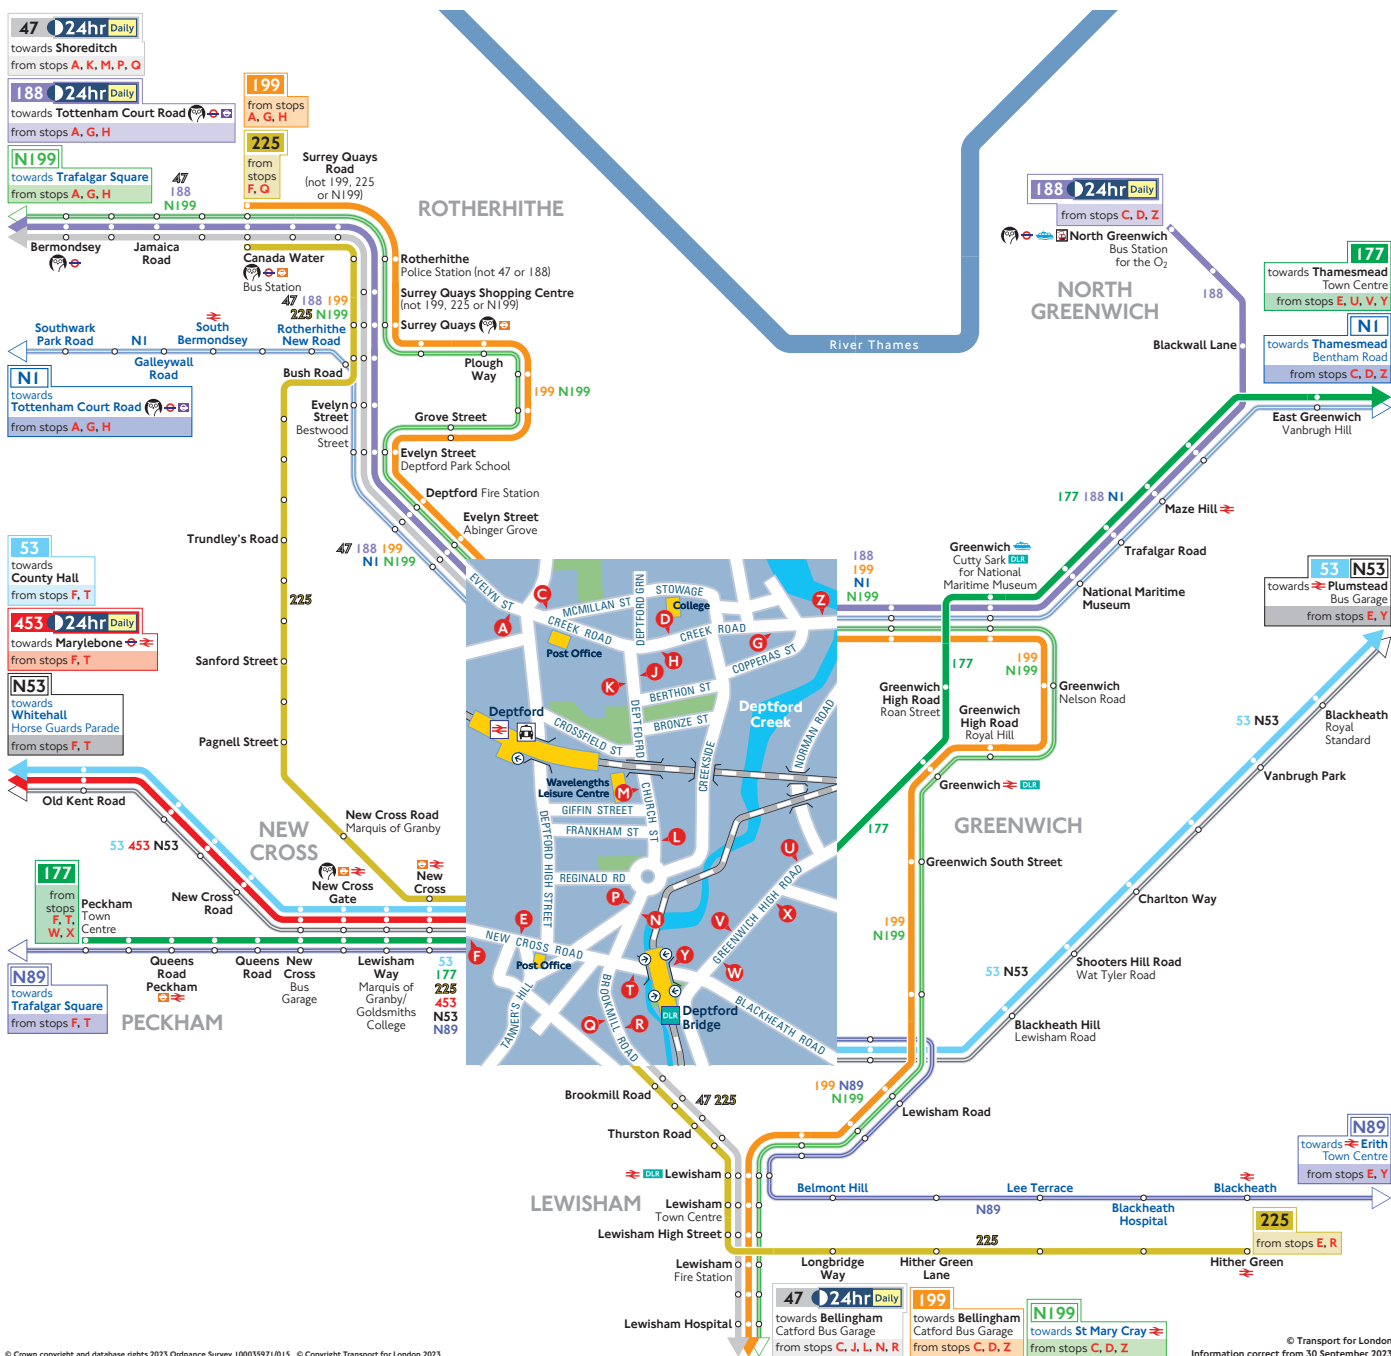 47 24hr Daily
towards Shoreditch
from stops A, K, M, P, Q
188 24hr Daily
towards Tottenham Court Road
from stops A, G, H
N199
towards Trafalgar Square
from stops A, G, H
199
from stops
A, G, H
225
from
stops
F, Q
47
188
N199
Surrey Quays
Road
(not 199, 225
or N199)
ROTHERHITHE
Bermondsey
Jamaica
Road
Canada Water
Bus Station
Rotherhithe
Police Station (not 47 or 188)
Surrey Quays Shopping Centre
(not 199, 225 or N199)
47 188 199
225 N199
Surrey Quays
Southwark
Park Road
N1
South
Bermondsey
Rotherhithe
New Road
Galleywall
Road
Plough
Way
Bush Road
N1
towards
Tottenham Court Road
from stops A, G, H
199 N199
Evelyn
Street
Bestwood
Street
Grove Street
Evelyn Street
Deptford Park School
Deptford Fire Station
Evelyn Street
Abinger Grove
Trundley's Road
47 188 199
N1 N199
53
towards
County Hall
from stops F, T
453 24hr Daily
towards Marylebone
from stops F, T
N53
towards
Whitehall
Horse Guards Parade
from stops F, T
225
Sanford Street
Pagnell Street
Old Kent Road
NEW
CROSS
New Cross Road
Marquis of Granby
53 453 N53
New Cross
Road
New Cross
Gate
New
Cross
177
from
stops
F, T,
W, X
Peckham
Town
Centre
N89
towards
Trafalgar Square
from stops F, T
Queens
Road
Peckham
Queens
Road
New
Cross
Bus
Garage
Lewisham
Way
Marquis of
Granby/
Goldsmiths
College
53
177
225
453
N53
N89
PECKHAM
River Thames
188 24hr Daily
from stops C, D, Z
North Greenwich
Bus Station
for the O2
NORTH
GREENWICH
188
Blackwall Lane
177
towards Thamesmead
Town Centre
from stops E, U, V, Y
N1
towards Thamesmead
Bentham Road
from stops C, D, Z
East Greenwich
Vanbrugh Hill
177 188 N1
Maze Hill
Trafalgar Road
National Maritime
Museum
Greenwich
Cutty Sark DLR
for National
Maritime Museum
188
199
N1
N199
53 N53
towards Plumstead
Bus Garage
from stops E, Y
177
199
N199
Greenwich
High Road
Roan Street
Greenwich
High Road
Royal Hill
Greenwich
Nelson Road
53 N53
Blackheath
Royal
Standard
Vanbrugh Park
Greenwich DLR
GREENWICH
177
Greenwich South Street
Charlton Way
199
N199
Shooters Hill Road
Wat Tyler Road
53 N53
Blackheath Hill
Lewisham Road
EVELYN ST
C
A
MCMILLAN ST
DEPTFORD GRN
STOWAGE
College
D
Z
CREEK ROAD
CREEK ROAD
G
Post Office
H
J
K
COPPERAS ST
BERTHON ST
BRONZE ST
Deptford
Creek
Deptford
CROSSFIELD ST
DEPTFORD
CHURCH ST
CREEKSIDE
NORMAN ROAD
Wavelengths
Leisure Centre
M
GIFFIN STREET
FRANKHAM ST
L
U
REGINALD RD
DEPTFORD HIGH STREET
P
N
E
F
V
X
GREENWICH HIGH ROAD
NEW CROSS ROAD
Post Office
Y
W
T
TANNER'S HILL
BROOKMILL ROAD
Q
R
DLR
Deptford
Bridge
BLACKHEATH ROAD
199 N89
N199
Lewisham Road
Brookmill Road
47 225
Thurston Road
DLR Lewisham
LEWISHAM
Lewisham
Town Centre
Lewisham High Street
Lewisham
Fire Station
Lewisham Hospital
Belmont Hill
N89
Lee Terrace
Blackheath
Hospital
Blackheath
N89
towards Erith
Town Centre
from stops E, Y
225
from stops E, R
225
Longbridge
Way
Hither Green
Lane
Hither Green
47 24hr Daily
towards Bellingham
Catford Bus Garage
from stops C, J, L, N, R
199
towards Bellingham
Catford Bus Garage
from stops C, D, Z
N199
towards St Mary Cray
from stops C, D, Z
© Transport for London
Information correct from 30 September 2023
© Crown copyright and database rights 2023 Ordnance Survey 100035971/015 © Copyright Transport for London 2023